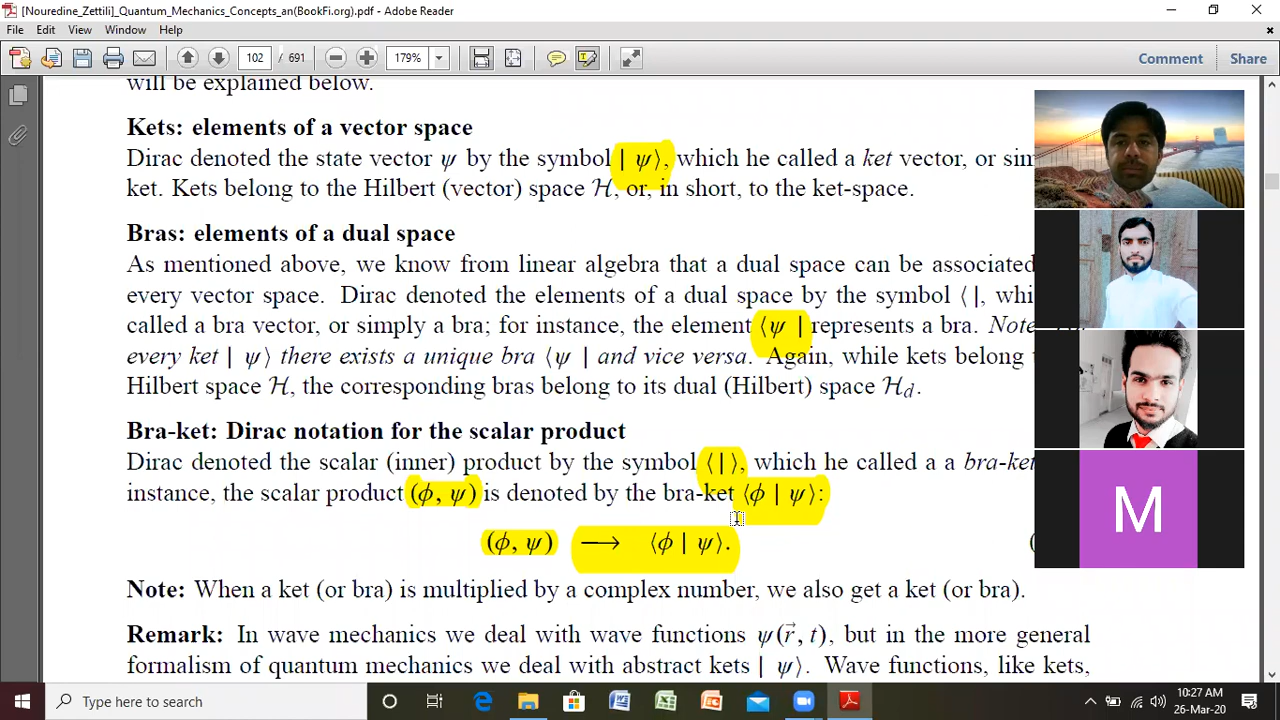 [Nouredine_Zettili]_Quantum_Mechanics_Concepts_an(BookFi.org).pdf - Adobe Reader
File Edit View Window Help
102 / 691 179% Comment Share
will be explained below.
Kets: elements of a vector space
Dirac denoted the state vector ψ by the symbol | ψ⟩, which he called a ket vector, or
ket. Kets belong to the Hilbert (vector) space ℋ, or, in short, to the ket-space.
Bras: elements of a dual space
As mentioned above, we know from linear algebra that a dual space can be associated
every vector space. Dirac denoted the elements of a dual space by the symbol ⟨ |,
called a bra vector, or simply a bra; for instance, the element ⟨ψ | represents a bra. Note:
every ket | ψ⟩ there exists a unique bra ⟨ψ | and vice versa. Again, while kets belong
Hilbert space ℋ, the corresponding bras belong to its dual (Hilbert) space ℋd.
Bra-ket: Dirac notation for the scalar product
Dirac denoted the scalar (inner) product by the symbol ⟨ | ⟩, which he called a a bra-ket
instance, the scalar product (ϕ, ψ) is denoted by the bra-ket ⟨ϕ | ψ⟩:
(ϕ, ψ) ⟶ ⟨ϕ | ψ⟩. (
Note: When a ket (or bra) is multiplied by a complex number, we also get a ket (or bra).
Remark: In wave mechanics we deal with wave functions ψ(r⃗, t), but in the more general
formalism of quantum mechanics we deal with abstract kets | ψ⟩. Wave functions, like kets,
M
Type here to search
10:27 AM
26-Mar-20